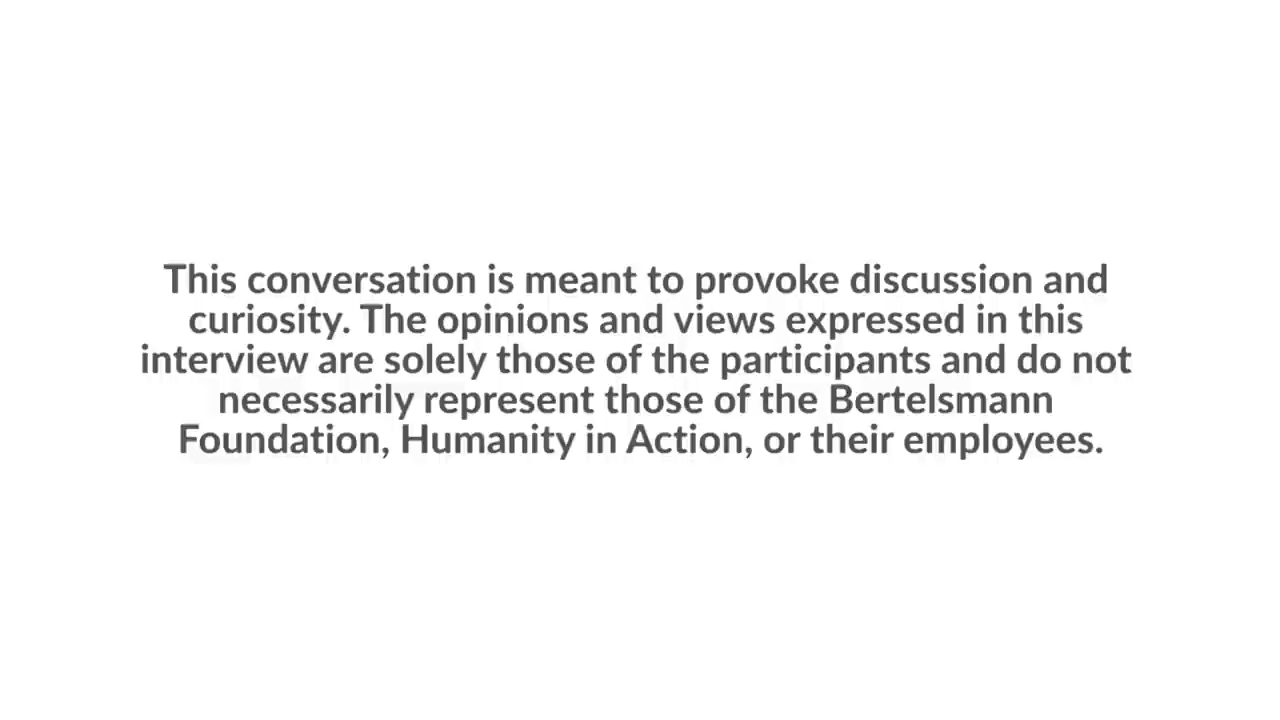 This conversation is meant to provoke discussion and
curiosity. The opinions and views expressed in this
interview are solely those of the participants and do not
necessarily represent those of the Bertelsmann
Foundation, Humanity in Action, or their employees.